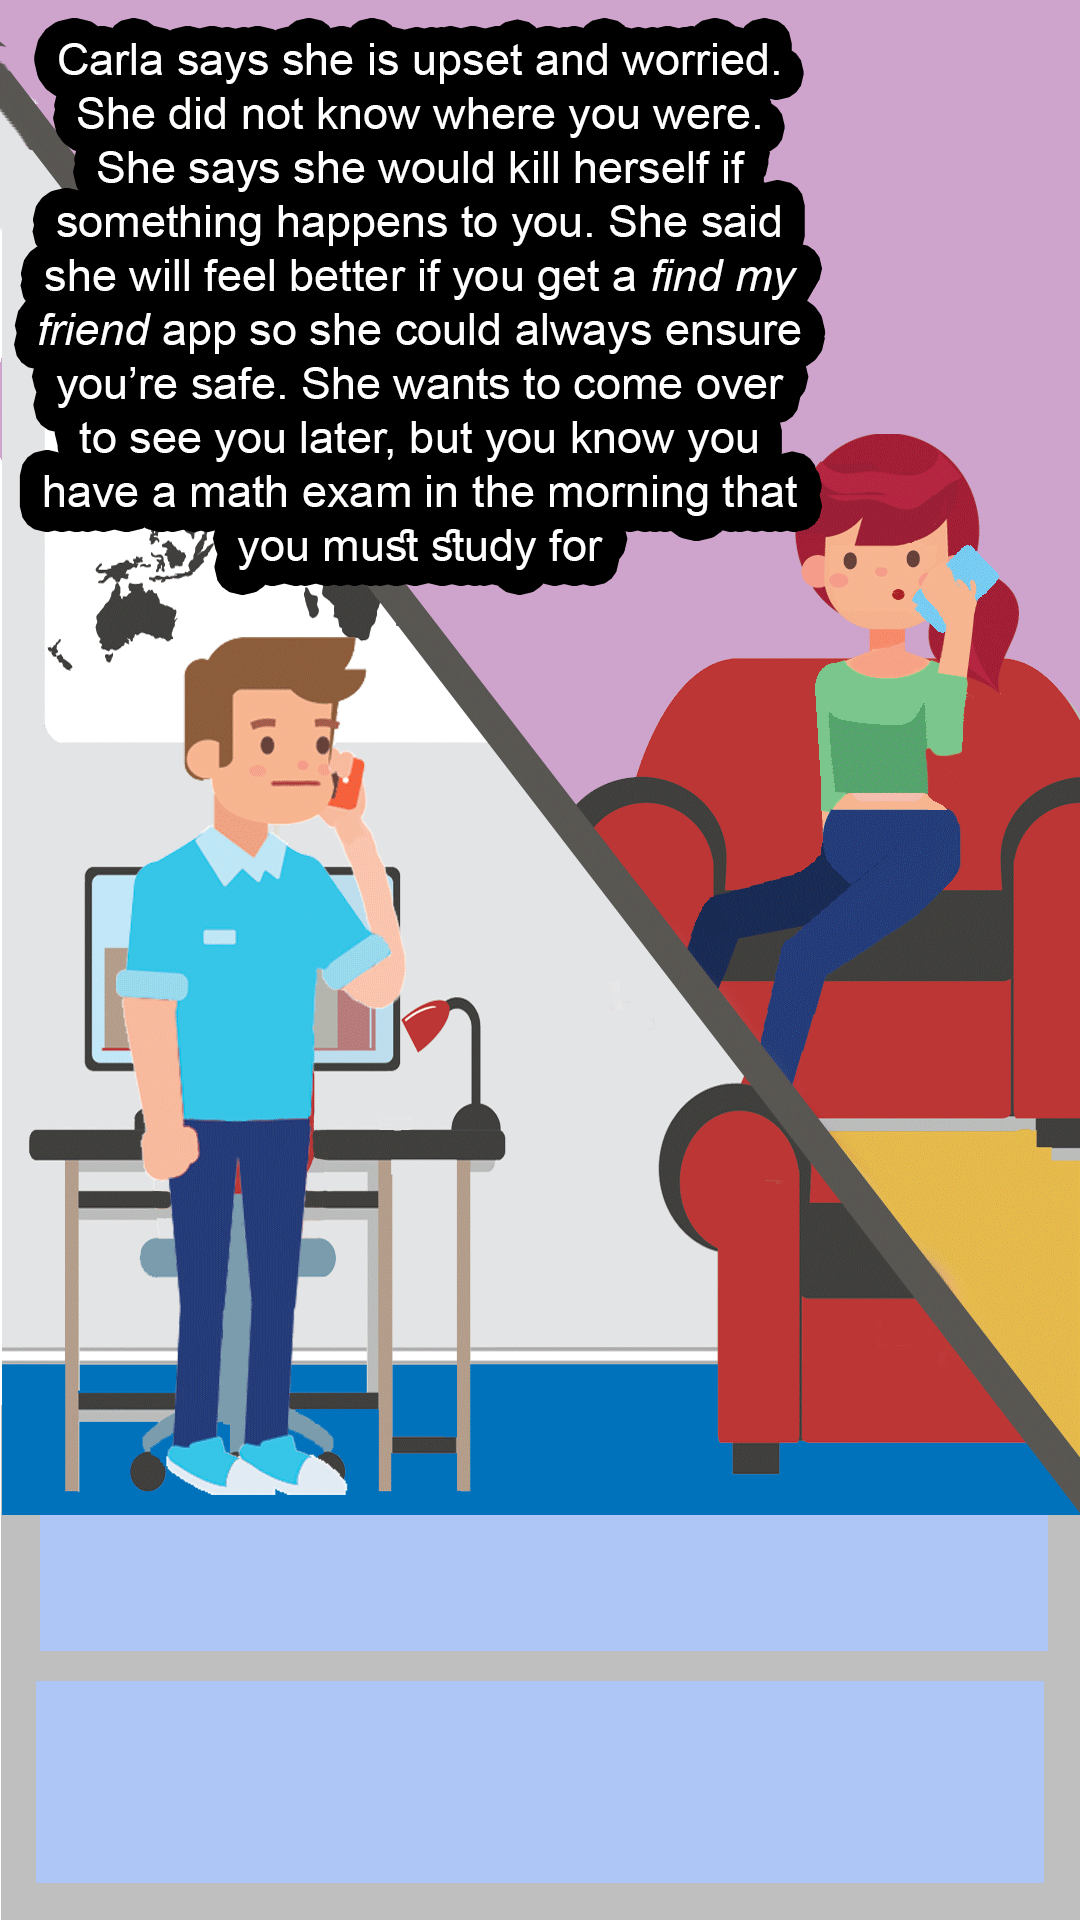 Carla says she is upset and worried.
She did not know where you were.
She says she would kill herself if
something happens to you. She said
she will feel better if you get a find my
friend app so she could always ensure
you’re safe. She wants to come over
to see you later, but you know you
have a math exam in the morning that
you must study for